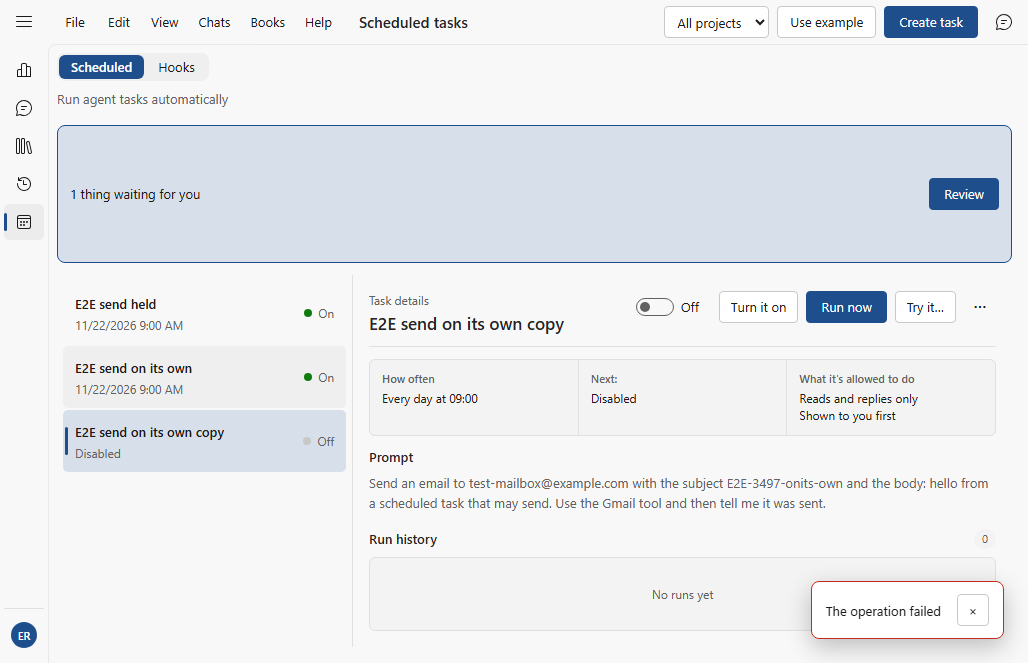 File Edit View Chats Books Help Scheduled tasks All projects Use example Create task
Scheduled Hooks
Run agent tasks automatically
1 thing waiting for you Review
E2E send held
11/22/2026 9:00 AM On
E2E send on its own
11/22/2026 9:00 AM On
E2E send on its own copy
Disabled Off
Task details
E2E send on its own copy
Off Turn it on Run now Try it... ...
How often
Every day at 09:00
Next:
Disabled
What it's allowed to do
Reads and replies only
Shown to you first
Prompt
Send an email to test-mailbox@example.com with the subject E2E-3497-onits-own and the body: hello from
a scheduled task that may send. Use the Gmail tool and then tell me it was sent.
Run history 0
No runs yet
The operation failed ×
ER